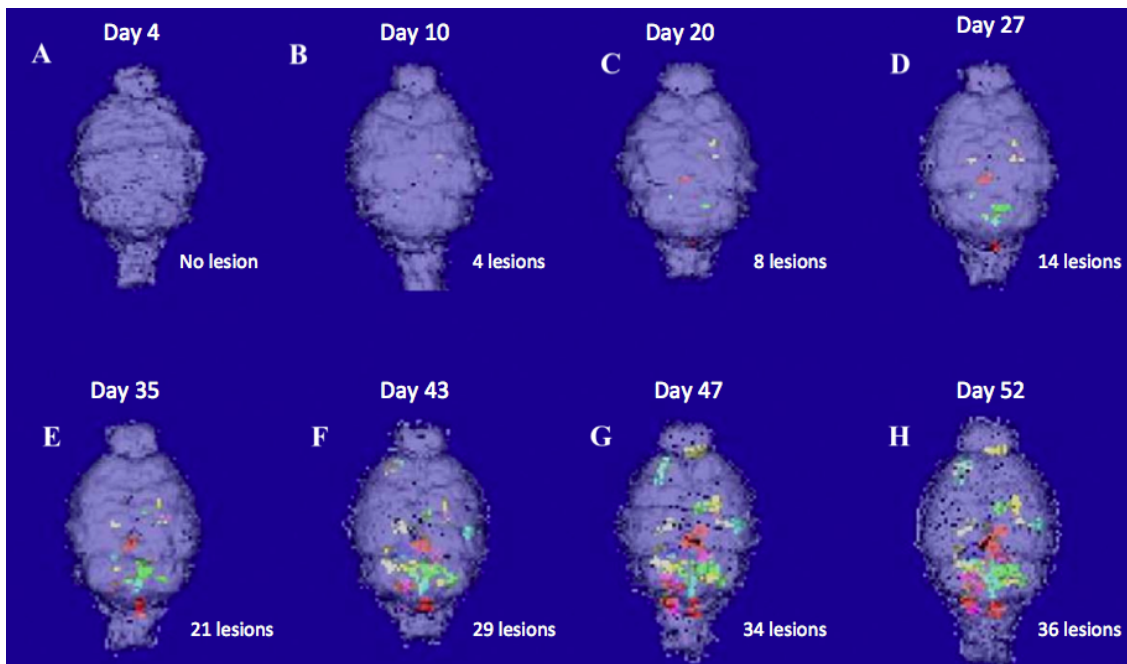 Day 4
Day 10
Day 20
Day 27
A
B
C
D
No lesion
4 lesions
8 lesions
14 lesions
Day 35
Day 43
Day 47
Day 52
E
F
G
H
21 lesions
29 lesions
34 lesions
36 lesions